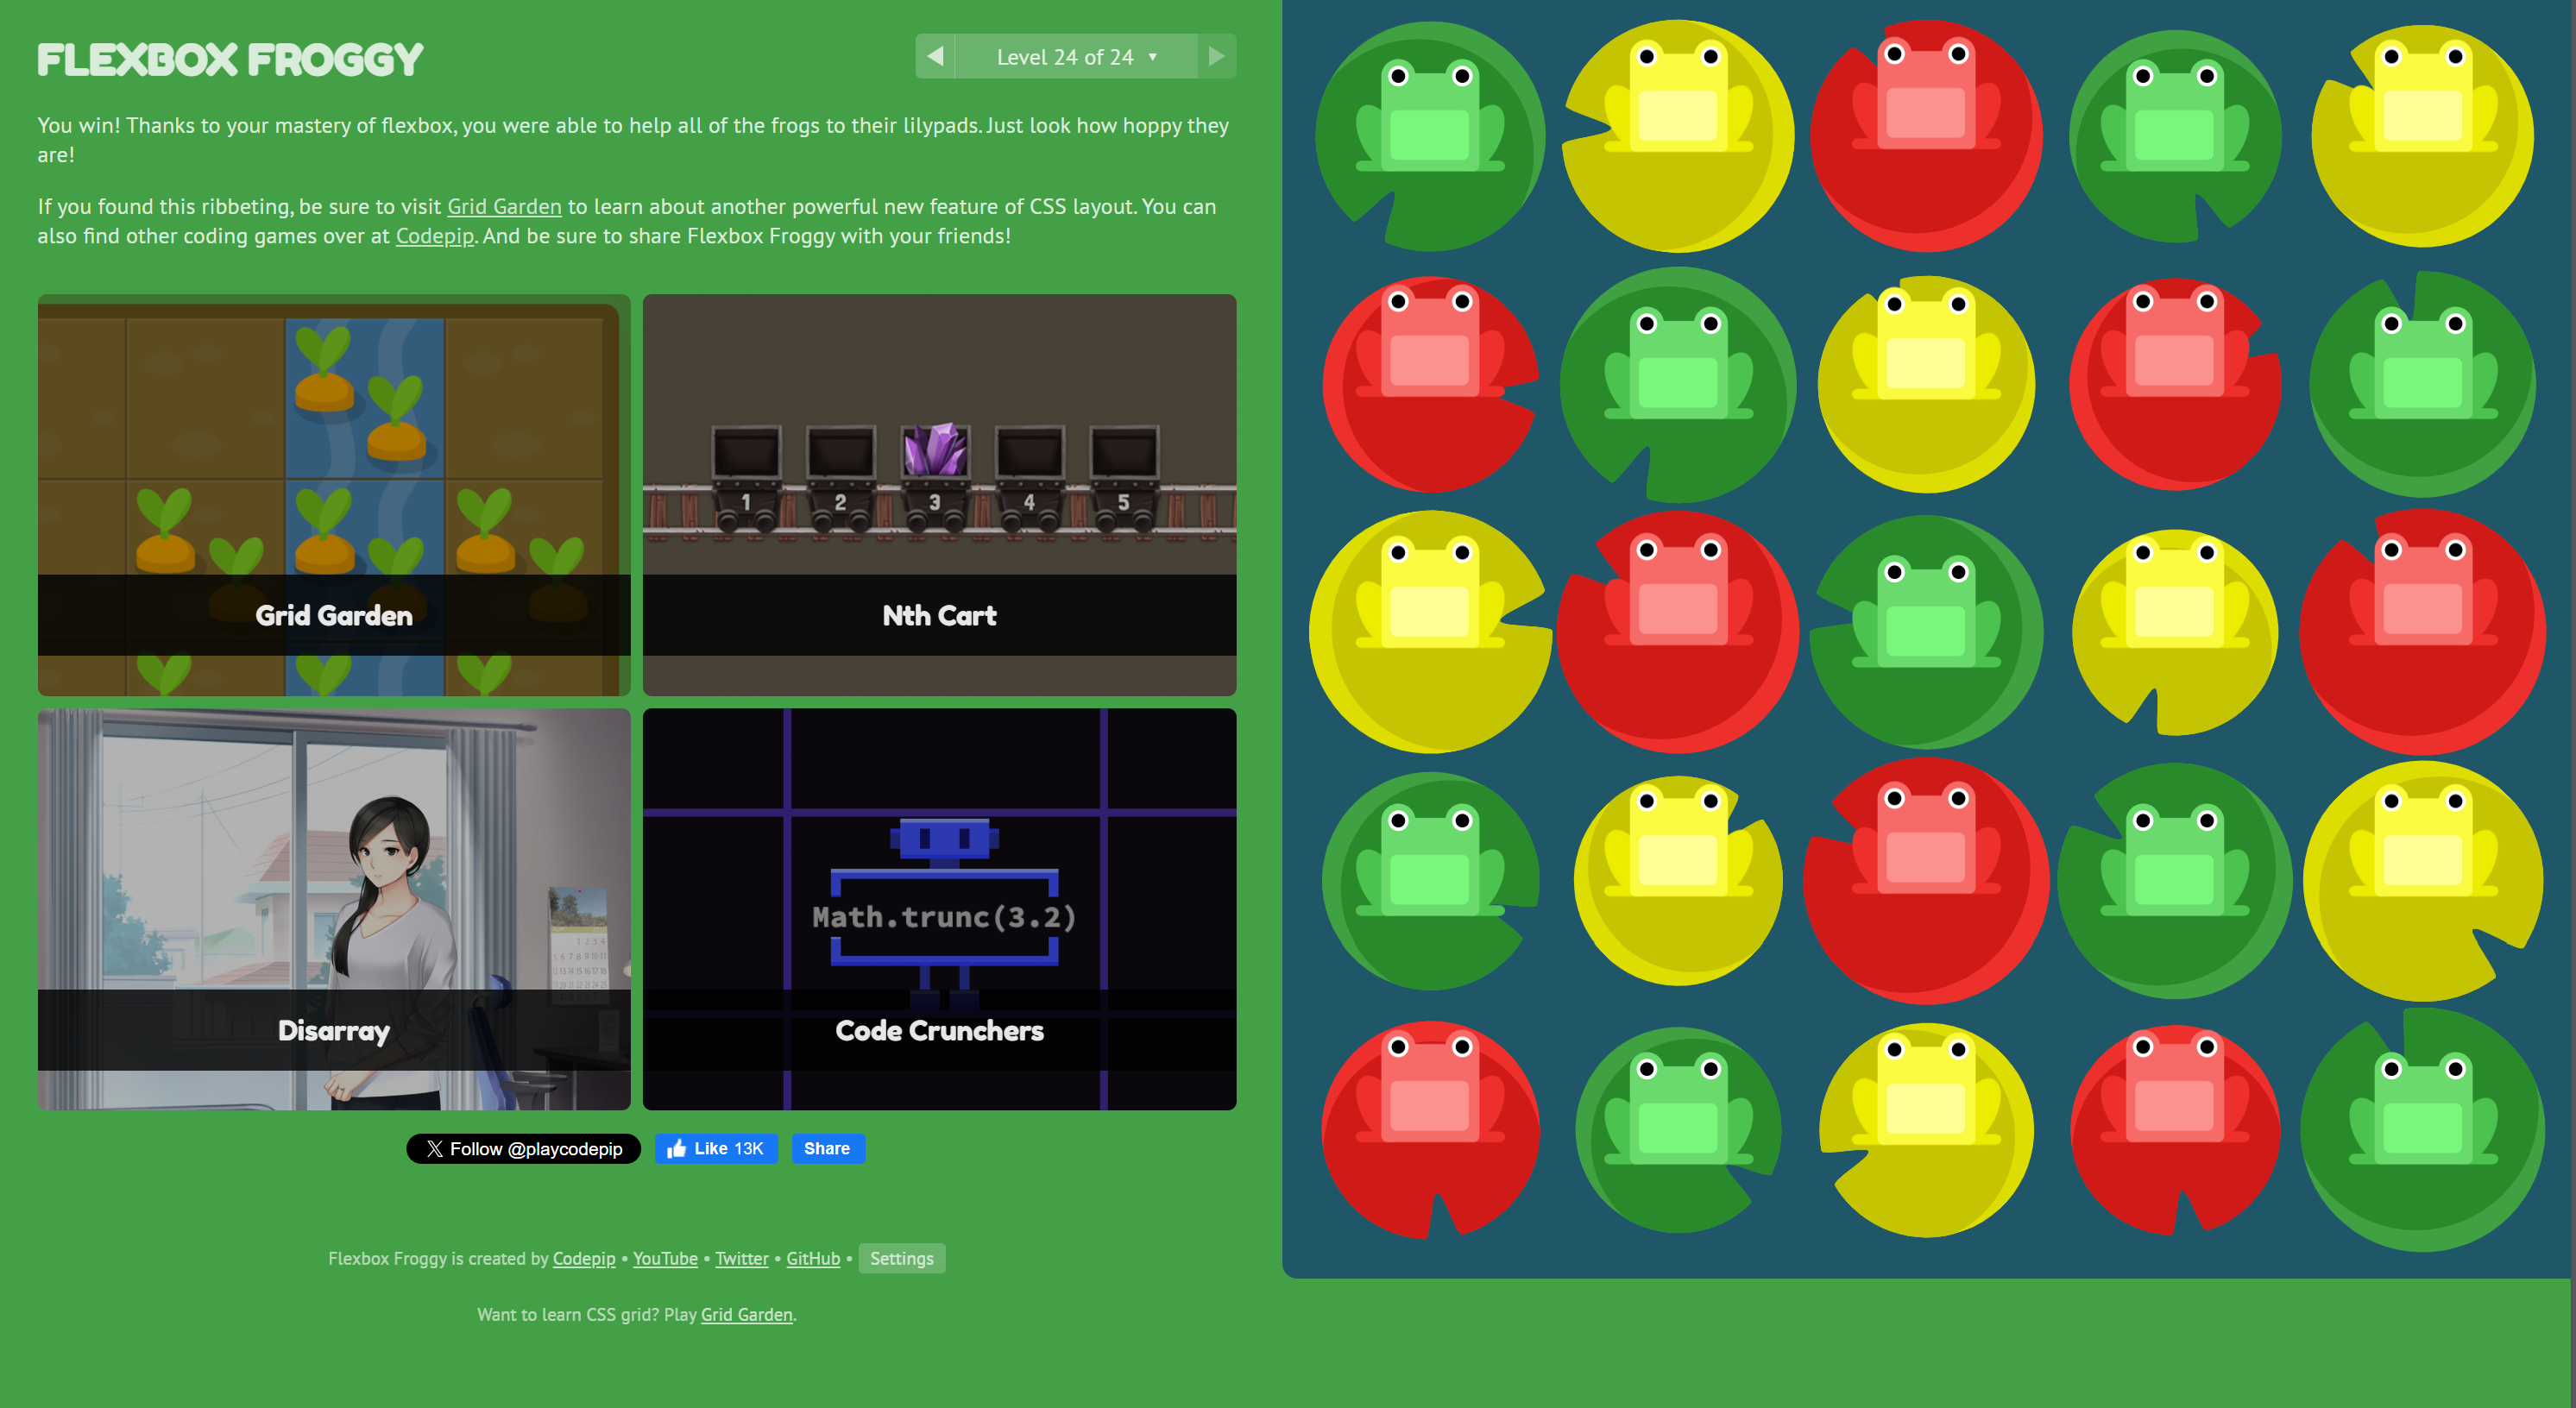 FLEXBOX FROGGY
Level 24 of 24 ▼
You win! Thanks to your mastery of flexbox, you were able to help all of the frogs to their lilypads. Just look how hoppy they
are!
If you found this ribbeting, be sure to visit Grid Garden to learn about another powerful new feature of CSS layout. You can
also find other coding games over at Codepip. And be sure to share Flexbox Froggy with your friends!
Grid Garden
1 2 3 4 5
Nth Cart
Disarray
Math.trunc(3.2)
Code Crunchers
X Follow @playcodepip
Like 13K
Share
Flexbox Froggy is created by Codepip • YouTube • Twitter • GitHub • Settings
Want to learn CSS grid? Play Grid Garden.